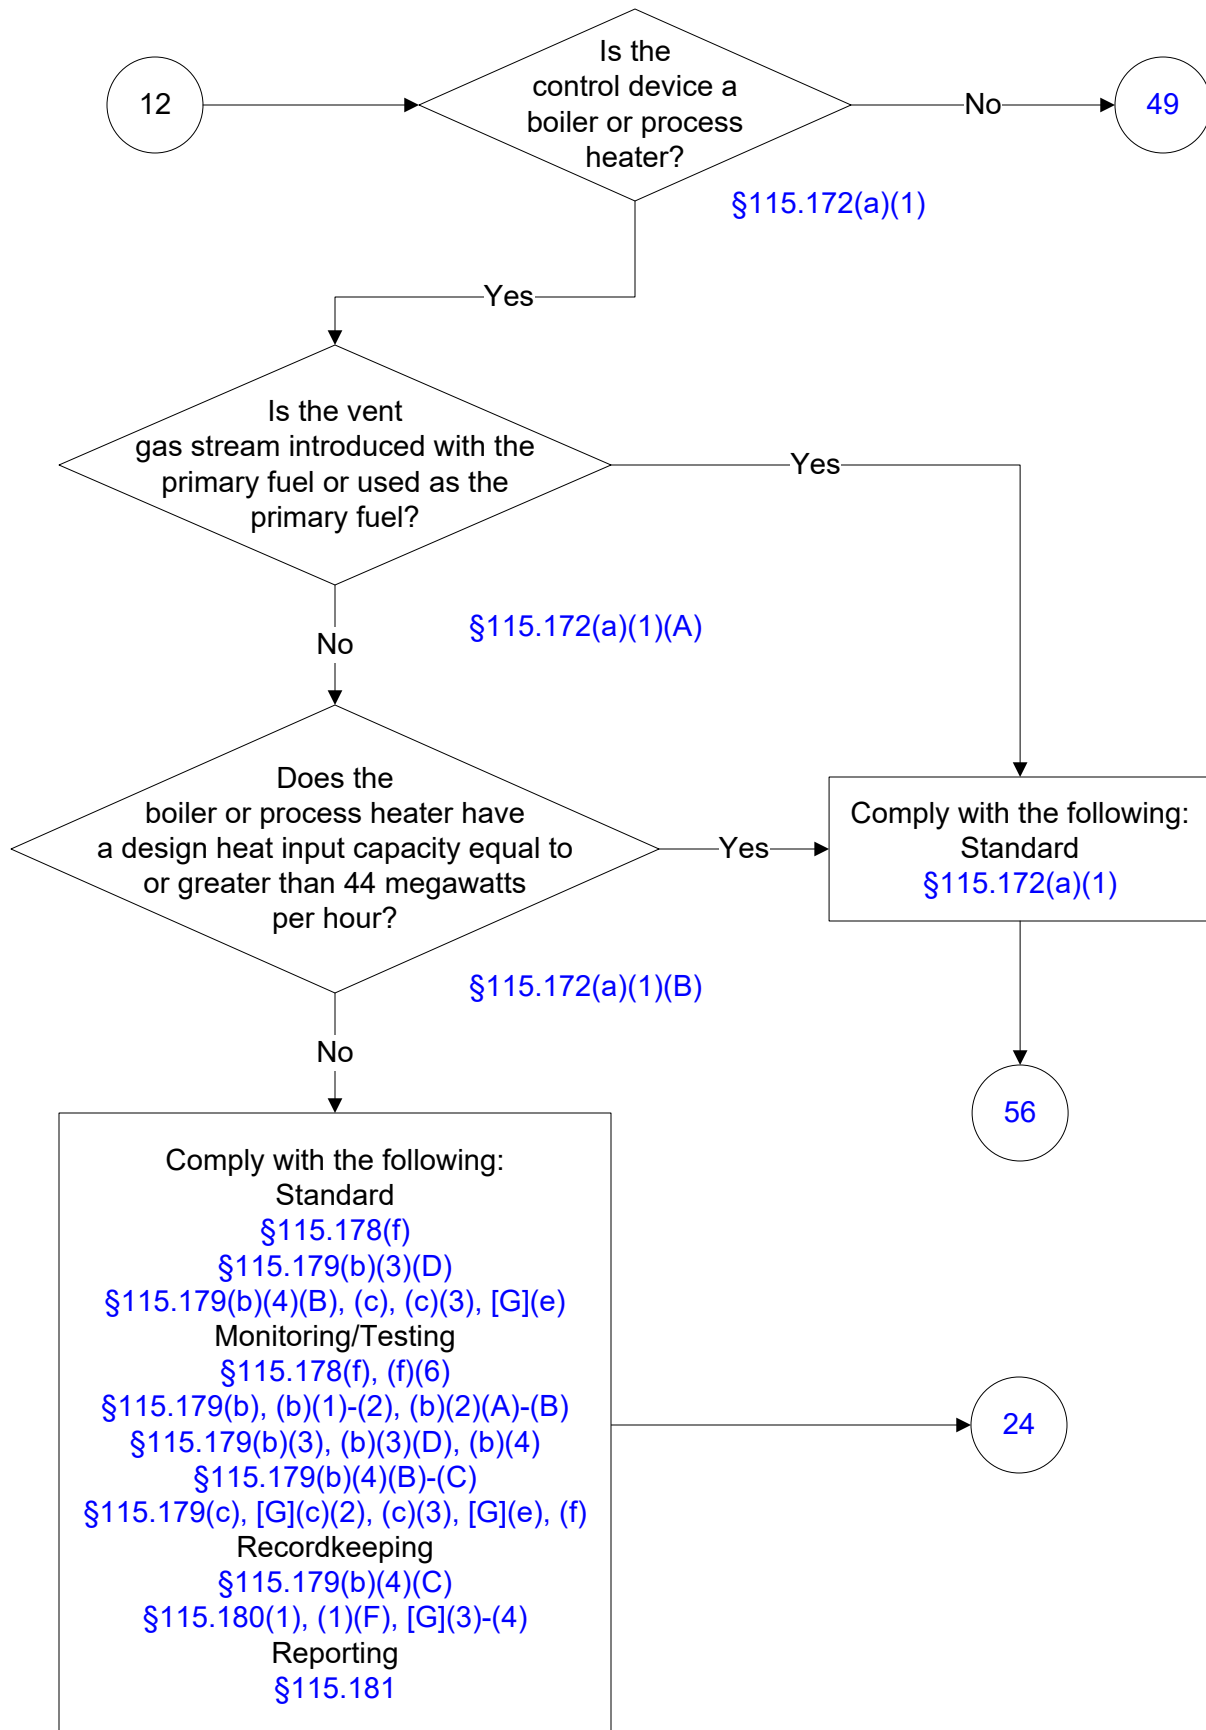 12
Is the
control device a
boiler or process
heater?
No
49
§115.172(a)(1)
Yes
Is the vent
gas stream introduced with the
primary fuel or used as the
primary fuel?
Yes
§115.172(a)(1)(A)
No
Does the
boiler or process heater have
a design heat input capacity equal to
or greater than 44 megawatts
per hour?
Yes
Comply with the following:
Standard
§115.172(a)(1)
§115.172(a)(1)(B)
No
56
Comply with the following:
Standard
§115.178(f)
§115.179(b)(3)(D)
§115.179(b)(4)(B), (c), (c)(3), [G](e)
Monitoring/Testing
§115.178(f), (f)(6)
§115.179(b), (b)(1)-(2), (b)(2)(A)-(B)
§115.179(b)(3), (b)(3)(D), (b)(4)
§115.179(b)(4)(B)-(C)
§115.179(c), [G](c)(2), (c)(3), [G](e), (f)
Recordkeeping
§115.179(b)(4)(C)
§115.180(1), (1)(F), [G](3)-(4)
Reporting
§115.181
24